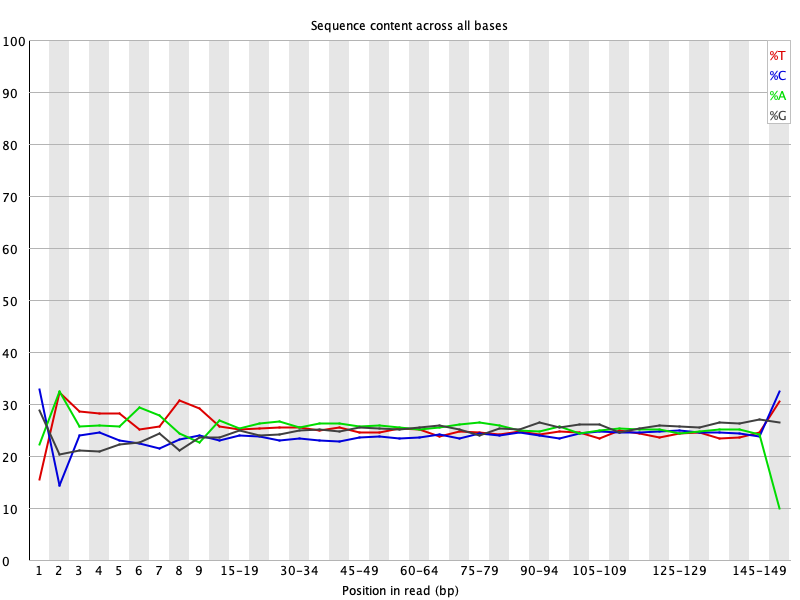 Sequence content across all bases
100
90
80
70
60
50
40
30
20
10
0
%T
%C
%A
%G
1 2 3 4 5 6 7 8 9 15-19 30-34 45-49 60-64 75-79 90-94 105-109 125-129 145-149
Position in read (bp)